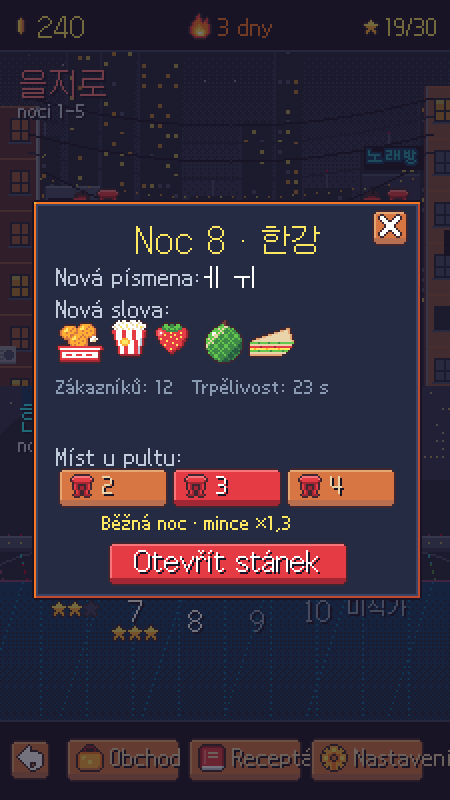 240
3 dny
19/30
을지로
noci 1-5
노래방
Noc 8 · 한강
Nová písmena: ㅔ ㅟ
Nová slova:
Zákazníků: 12 Trpělivost: 23 s
Míst u pultu:
2
3
4
Běžná noc · mince ×1,3
Otevřít stánek
7
8
9
10
미식가
Obchod
Nastavení